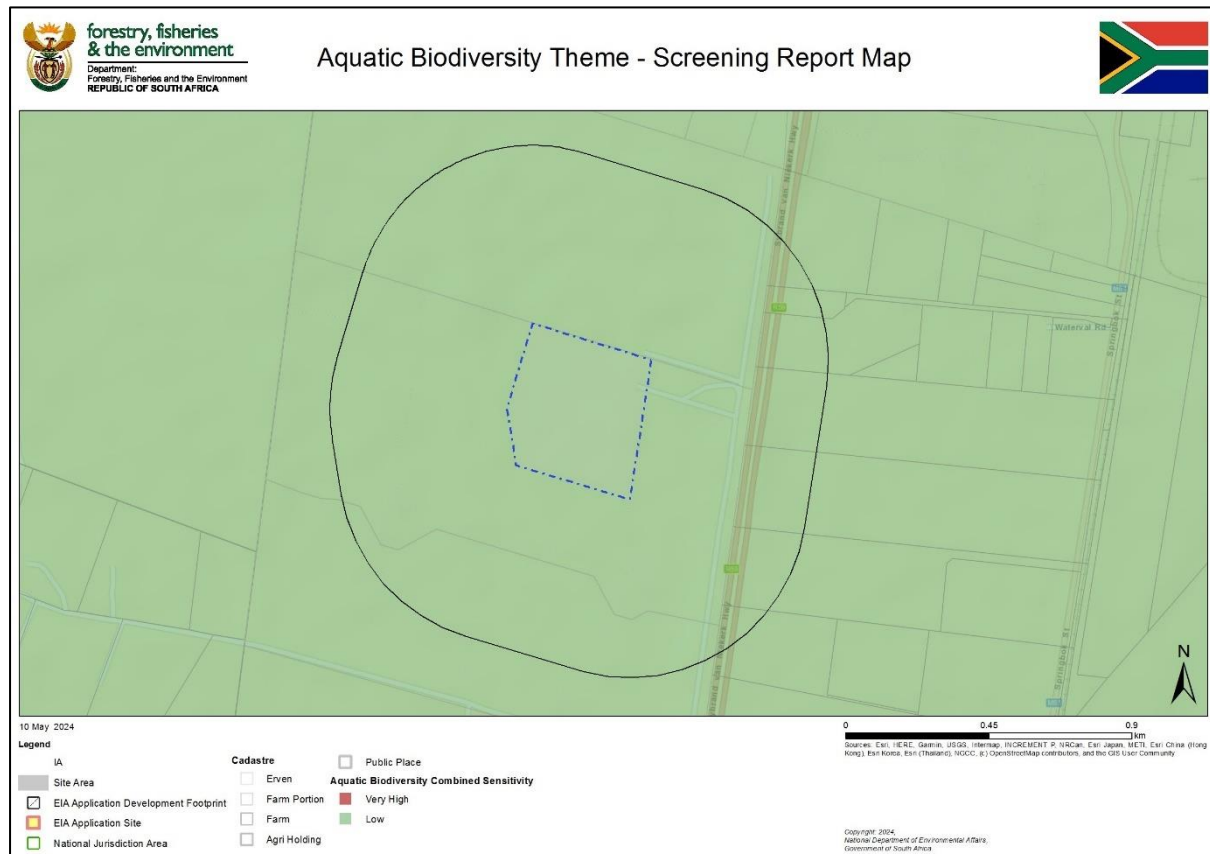 forestry, fisheries
& the environment
Department:
Forestry, Fisheries and the Environment
REPUBLIC OF SOUTH AFRICA
Aquatic Biodiversity Theme - Screening Report Map
Waterval Rd
Springbok St
Springbok St
N
10 May 2024
Legend
IA
Site Area
EIA Application Development Footprint
EIA Application Site
National Jurisdiction Area
Cadastre
Erven
Farm Portion
Farm
Agri Holding
Public Place
Aquatic Biodiversity Combined Sensitivity
Very High
Low
0 0.45 0.9
km
Sources: Esri, HERE, Garmin, USGS, Intermap, INCREMENT P, NRCan, Esri Japan, METI, Esri China (Hong
Kong), Esri Korea, Esri (Thailand), NGCC, (c) OpenStreetMap contributors, and the GIS User Community
Copyright: 2024,
National Department of Environmental Affairs,
Government of South Africa